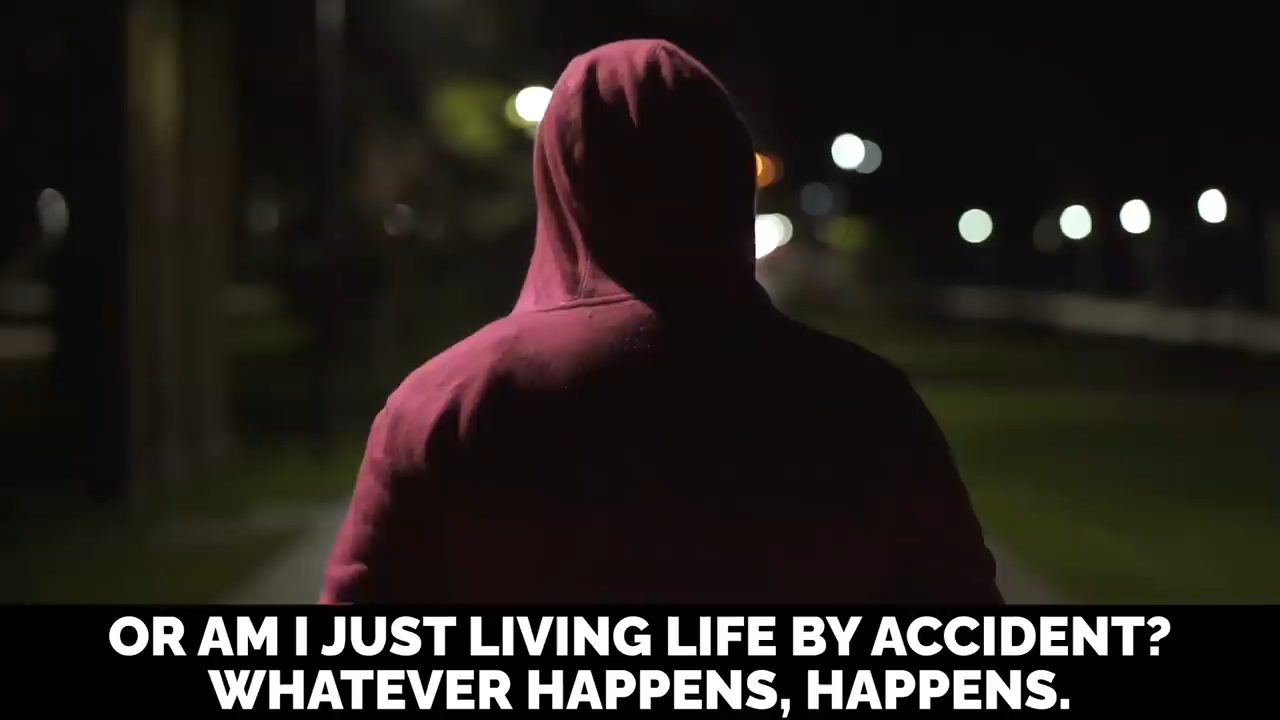 OR AM I JUST LIVING LIFE BY ACCIDENT?
WHATEVER HAPPENS, HAPPENS.